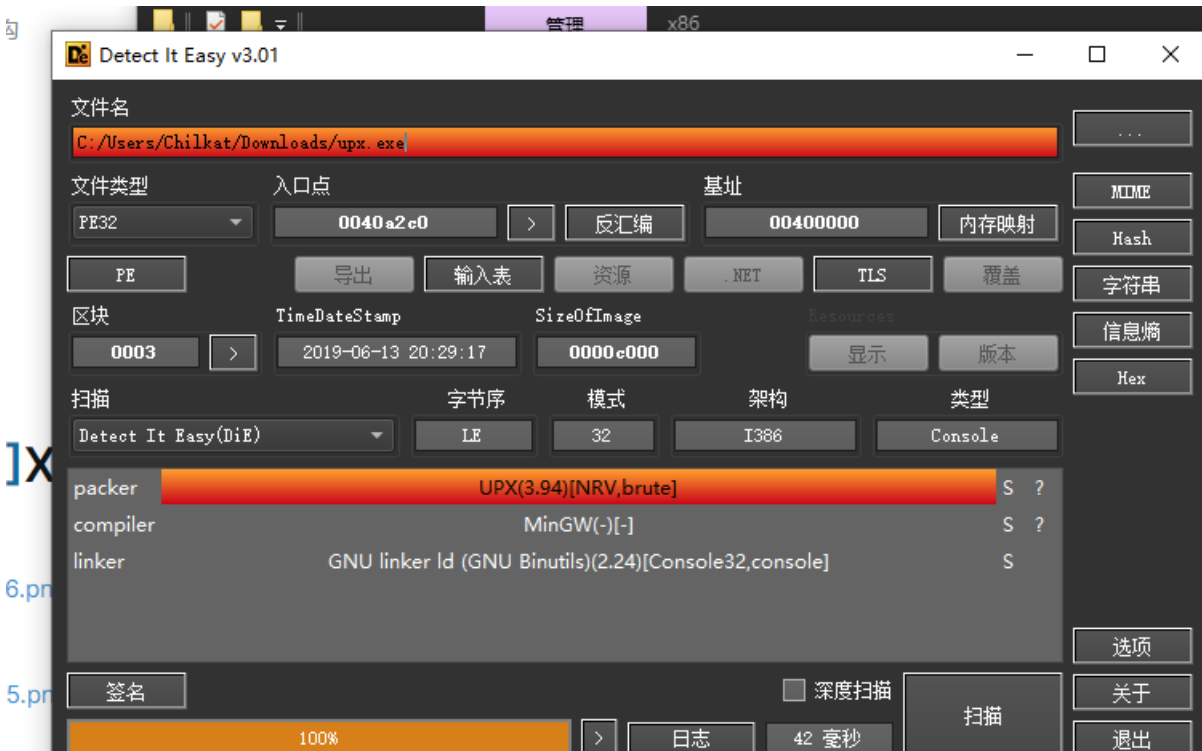 管理 x86
Detect It Easy v3.01
文件名
C:/Users/Chilkat/Downloads/upx.exe
...
文件类型 入口点 基址
MIME
PE32 0040a2c0 > 反汇编 00400000 内存映射
Hash
PE 导出 输入表 资源 .NET TLS 覆盖
字符串
区块 TimeDateStamp SizeOfImage Resources
信息熵
0003 > 2019-06-13 20:29:17 0000c000 显示 版本
Hex
扫描 字节序 模式 架构 类型
Detect It Easy(DiE) LE 32 I386 Console
]X
packer UPX(3.94)[NRV,brute] S ?
compiler MinGW(-)[-] S ?
linker GNU linker ld (GNU Binutils)(2.24)[Console32,console] S
6.pn
选项
5.pn
签名 深度扫描 扫描 关于
100% > 日志 42 毫秒 退出